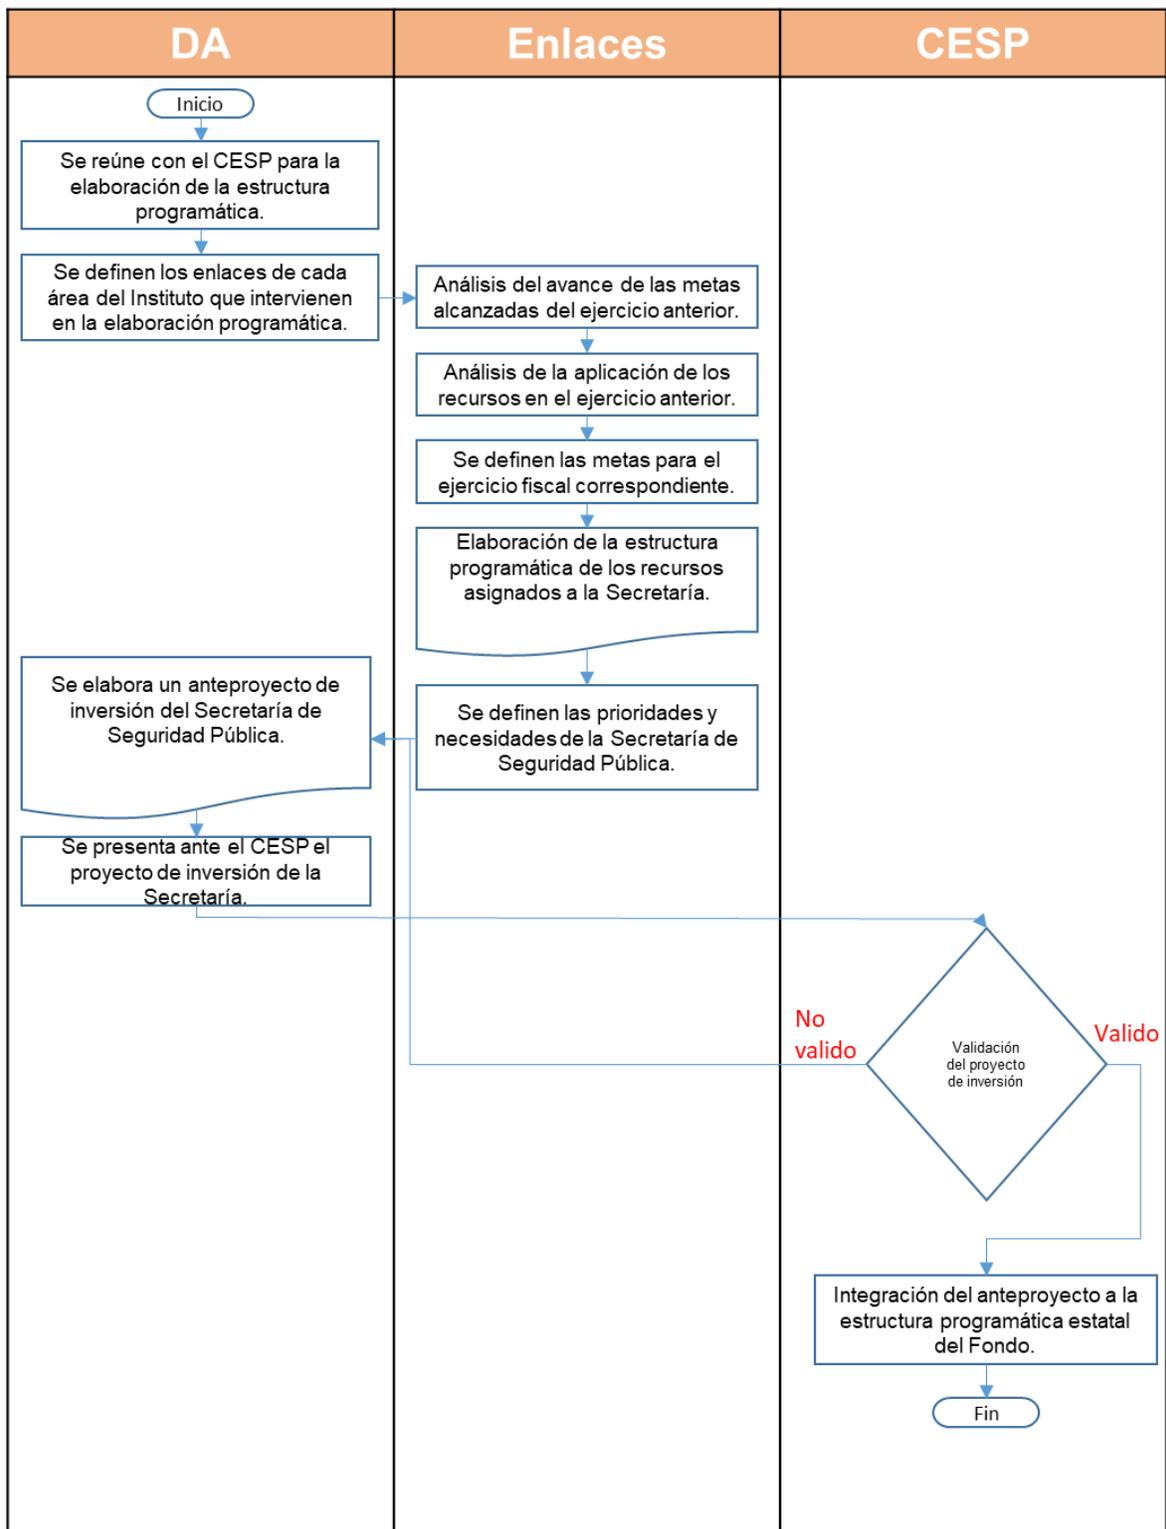 DA
Enlaces
CESP
Inicio
Se reúne con el CESP para la
elaboración de la estructura
programática.
Se definen los enlaces de cada
área del Instituto que intervienen
en la elaboración programática.
Análisis del avance de las metas
alcanzadas del ejercicio anterior.
Análisis de la aplicación de los
recursos en el ejercicio anterior.
Se definen las metas para el
ejercicio fiscal correspondiente.
Elaboración de la estructura
programática de los recursos
asignados a la Secretaría.
Se definen las prioridades y
necesidades de la Secretaría de
Seguridad Pública.
Se elabora un anteproyecto de
inversión del Secretaría de
Seguridad Pública.
Se presenta ante el CESP el
proyecto de inversión de la
Secretaría.
Validación
del proyecto
de inversión
No
valido
Valido
Integración del anteproyecto a la
estructura programática estatal
del Fondo.
Fin